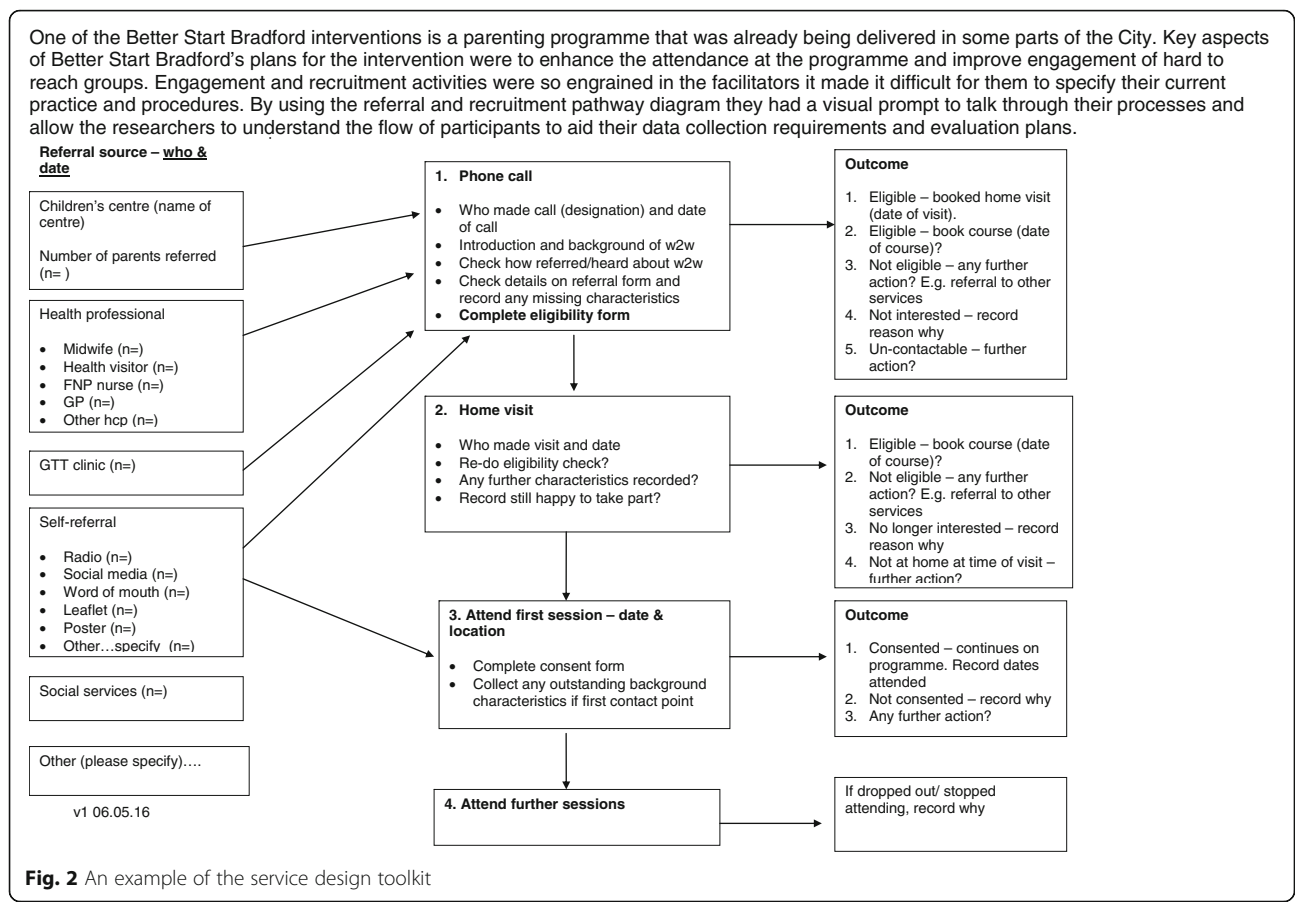 One of the Better Start Bradford interventions is a parenting programme that was already being delivered in some parts of the City. Key aspects
of Better Start Bradford's plans for the intervention were to enhance the attendance at the programme and improve engagement of hard to
reach groups. Engagement and recruitment activities were so engrained in the facilitators it made it difficult for them to specify their current
practice and procedures. By using the referral and recruitment pathway diagram they had a visual prompt to talk through their processes and
allow the researchers to understand the flow of participants to aid their data collection requirements and evaluation plans.
Referral source – who &
date
Children's centre (name of
centre)
Number of parents referred
(n= )
Health professional
• Midwife (n=)
• Health visitor (n=)
• FNP nurse (n=)
• GP (n=)
• Other hcp (n=)
GTT clinic (n=)
Self-referral
• Radio (n=)
• Social media (n=)
• Word of mouth (n=)
• Leaflet (n=)
• Poster (n=)
• Other…specify (n=)
Social services (n=)
Other (please specify)….
v1 06.05.16
1. Phone call
• Who made call (designation) and date
of call
• Introduction and background of w2w
• Check how referred/heard about w2w
• Check details on referral form and
record any missing characteristics
• Complete eligibility form
2. Home visit
• Who made visit and date
• Re-do eligibility check?
• Any further characteristics recorded?
• Record still happy to take part?
3. Attend first session – date &
location
• Complete consent form
• Collect any outstanding background
characteristics if first contact point
4. Attend further sessions
Outcome
1. Eligible – booked home visit
(date of visit).
2. Eligible – book course (date
of course)?
3. Not eligible – any further
action? E.g. referral to other
services
4. Not interested – record
reason why
5. Un-contactable – further
action?
Outcome
1. Eligible – book course (date
of course)?
2. Not eligible – any further
action? E.g. referral to other
services
3. No longer interested – record
reason why
4. Not at home at time of visit –
further action?
Outcome
1. Consented – continues on
programme. Record dates
attended
2. Not consented – record why
3. Any further action?
If dropped out/ stopped
attending, record why
Fig. 2 An example of the service design toolkit